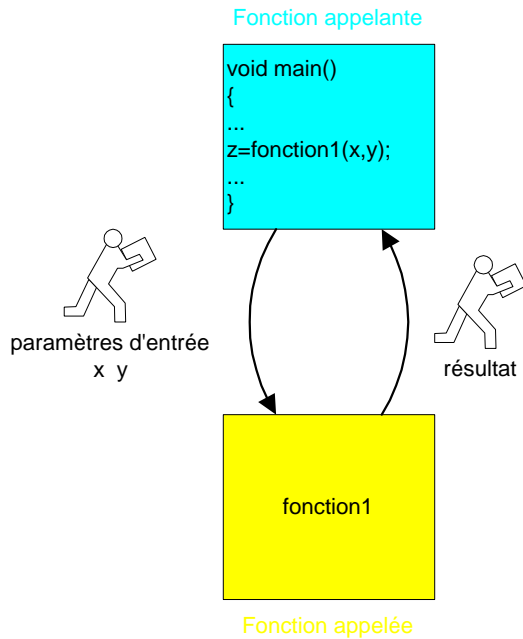 Fonction appelante
void main()
{
...
z=fonction1(x,y);
...
}
paramètres d'entrée
x y
résultat
fonction1
Fonction appelée